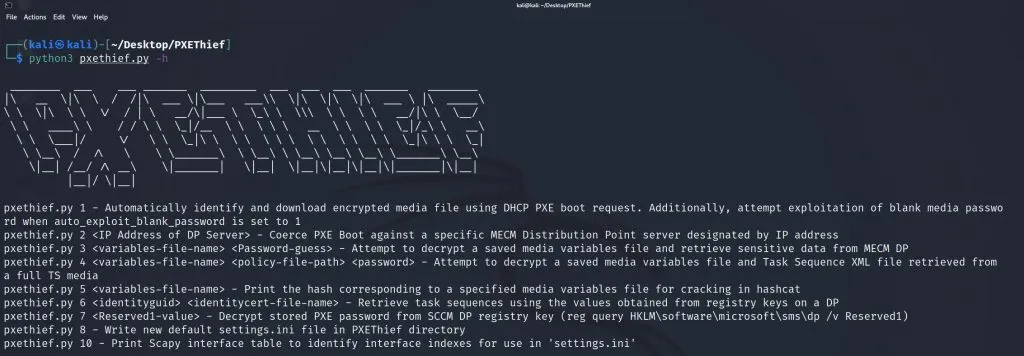 kali@kali: ~/Desktop/PXEThief
File Actions Edit View Help
(kali㉿kali)-[~/Desktop/PXEThief]
$ python3 pxethief.py -h
PXETHIEF
pxethief.py 1 - Automatically identify and download encrypted media file using DHCP PXE boot request. Additionally, attempt exploitation of blank media passwo
rd when auto_exploit_blank_password is set to 1
pxethief.py 2 <IP Address of DP Server> - Coerce PXE Boot against a specific MECM Distribution Point server designated by IP address
pxethief.py 3 <variables-file-name> <Password-guess> - Attempt to decrypt a saved media variables file and retrieve sensitive data from MECM DP
pxethief.py 4 <variables-file-name> <policy-file-path> <password> - Attempt to decrypt a saved media variables file and Task Sequence XML file retrieved from
a full TS media
pxethief.py 5 <variables-file-name> - Print the hash corresponding to a specified media variables file for cracking in hashcat
pxethief.py 6 <identityguid> <identitycert-file-name> - Retrieve task sequences using the values obtained from registry keys on a DP
pxethief.py 7 <Reserved1-value> - Decrypt stored PXE password from SCCM DP registry key (reg query HKLM\software\microsoft\sms\dp /v Reserved1)
pxethief.py 8 - Write new default settings.ini file in PXEThief directory
pxethief.py 10 - Print Scapy interface table to identify interface indexes for use in 'settings.ini'